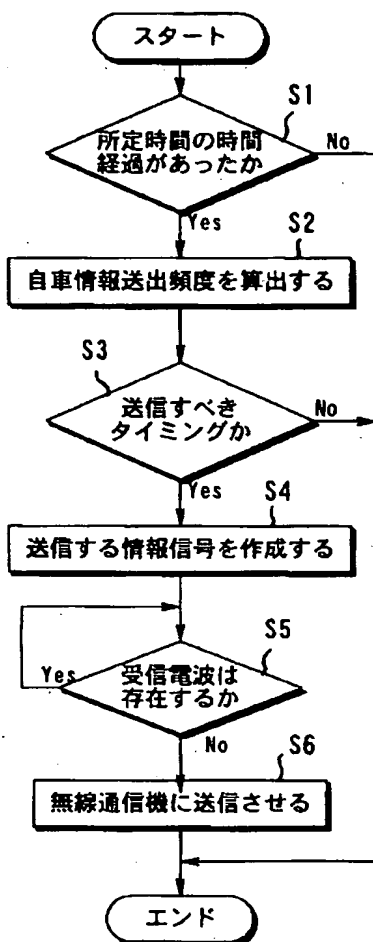 スタート
S1
所定時間の時間
経過があったか
No
Yes
S2
自車情報送出頻度を算出する
S3
送信すべき
タイミングか
No
Yes
S4
送信する情報信号を作成する
S5
受信電波は
存在するか
Yes
No
S6
無線通信機に送信させる
エンド